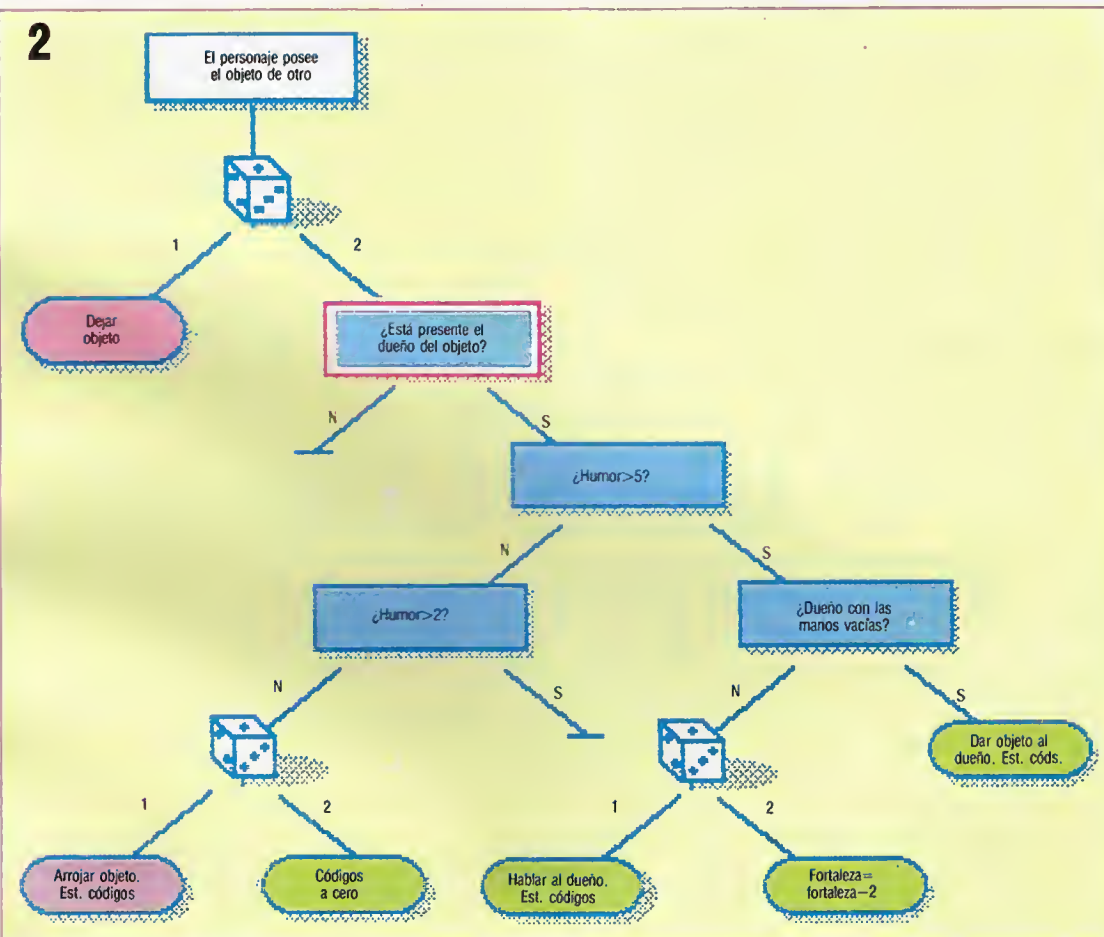 2
El personaje posee
el objeto de otro
1
2
Dejar
objeto
¿Está presente el
dueño del objeto?
N
S
¿Humor>5?
N
S
¿Humor>2?
¿Dueño con las
manos vacías?
N
S
N
S
Dar objeto al
dueño. Est. códs.
1
2
1
2
Arrojar objeto.
Est. códigos
Códigos
a cero
Hablar al dueño.
Est. códigos
Fortaleza=
fortaleza−2